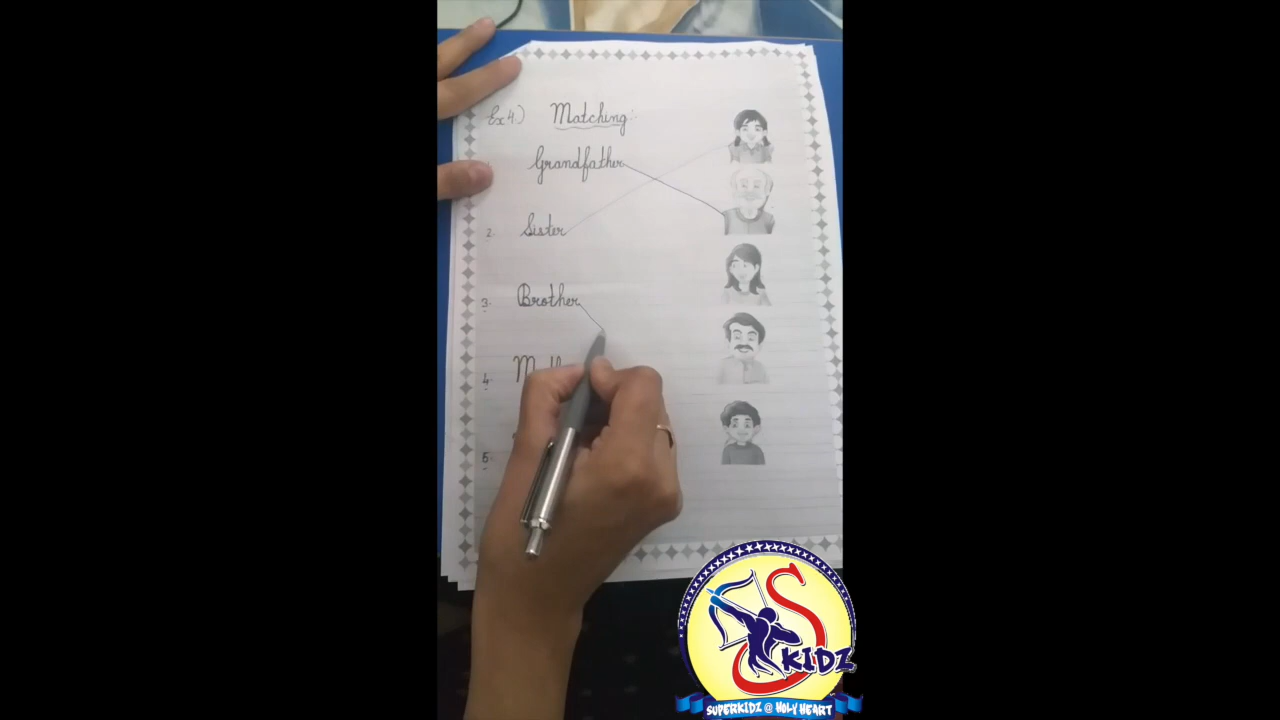 Ex 4.) Matching:
Grandfather
2. Sister
3. Brother
4.
5.
S
KIDZ
SUPERKIDZ @ HOLY HEART